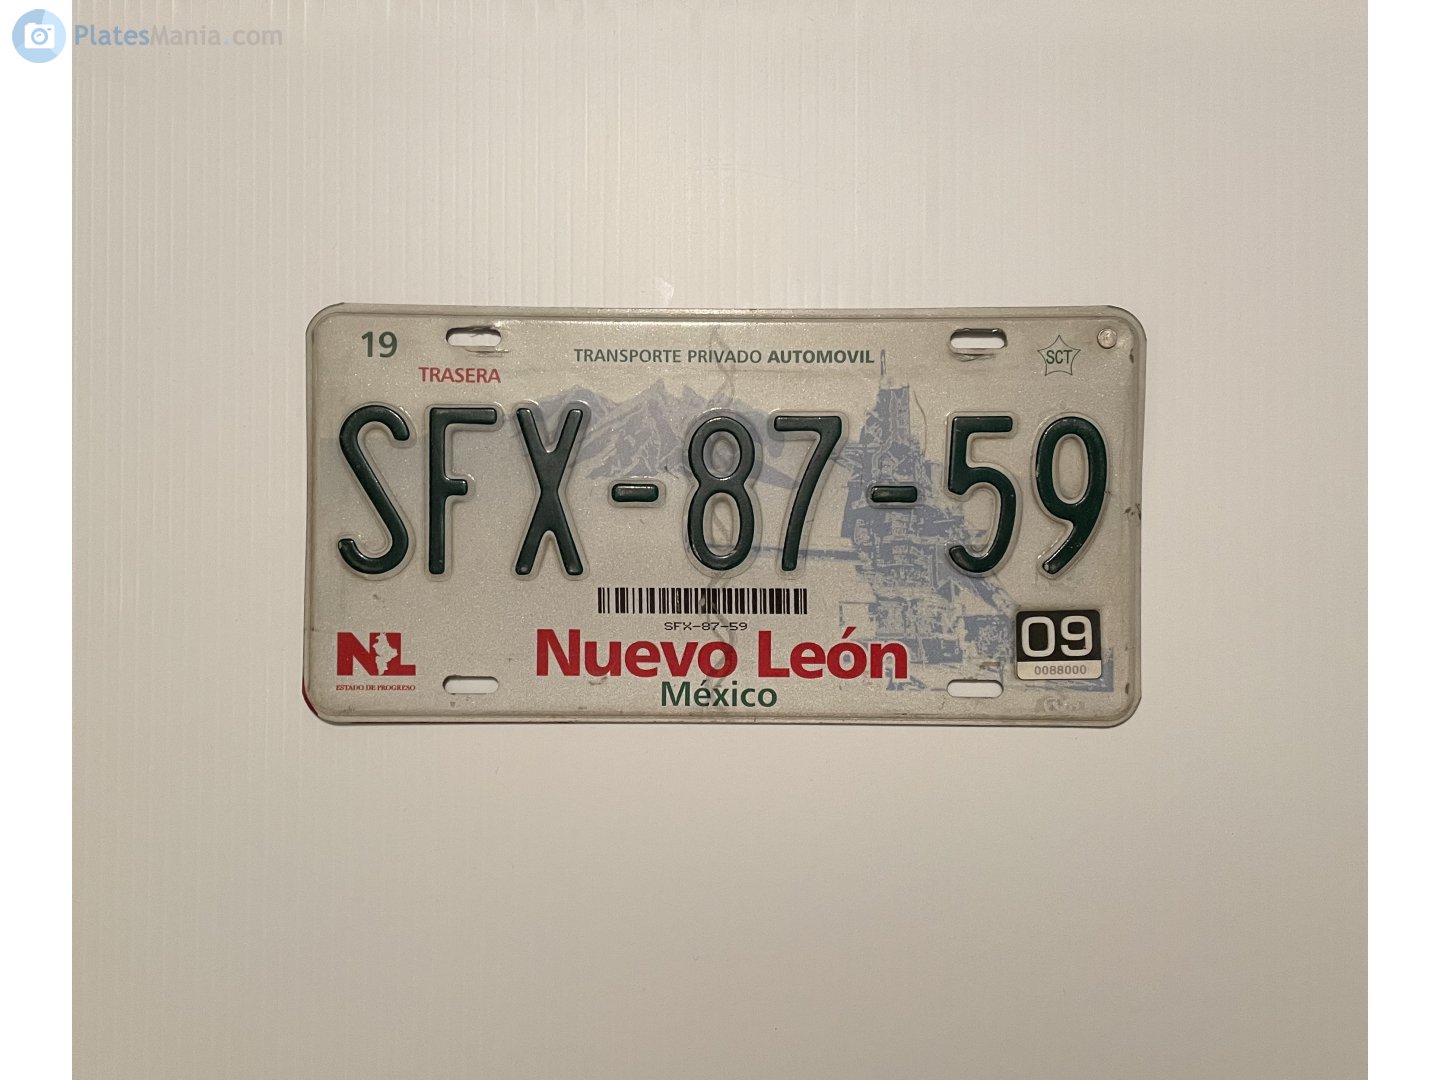 PlatesMania.com
19
TRANSPORTE PRIVADO AUTOMOVIL
SCT
TRASERA
SFX-87-59
SFX-87-59
09
0088000
NL
ESTADO DE PROGRESO
Nuevo León
México